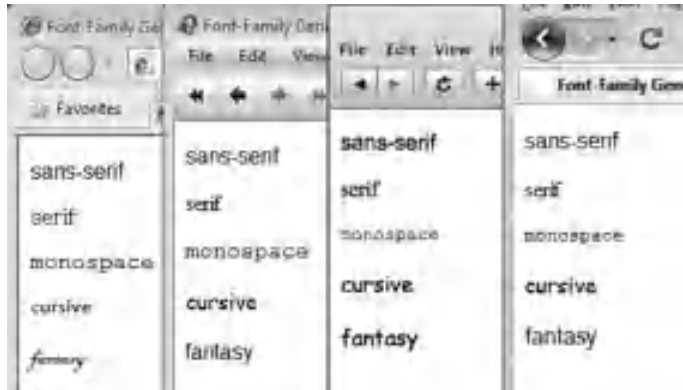 Font-Family Ge
Favorites
sans-serif
serif
monospace
cursive
fantasy
Font-Family Gen
File Edit View
sans-serif
serif
monospace
cursive
fantasy
File Edit View
sans-serif
serif
monospace
cursive
fantasy
Font-Family Gene
sans-serif
serif
monospace
cursive
fantasy